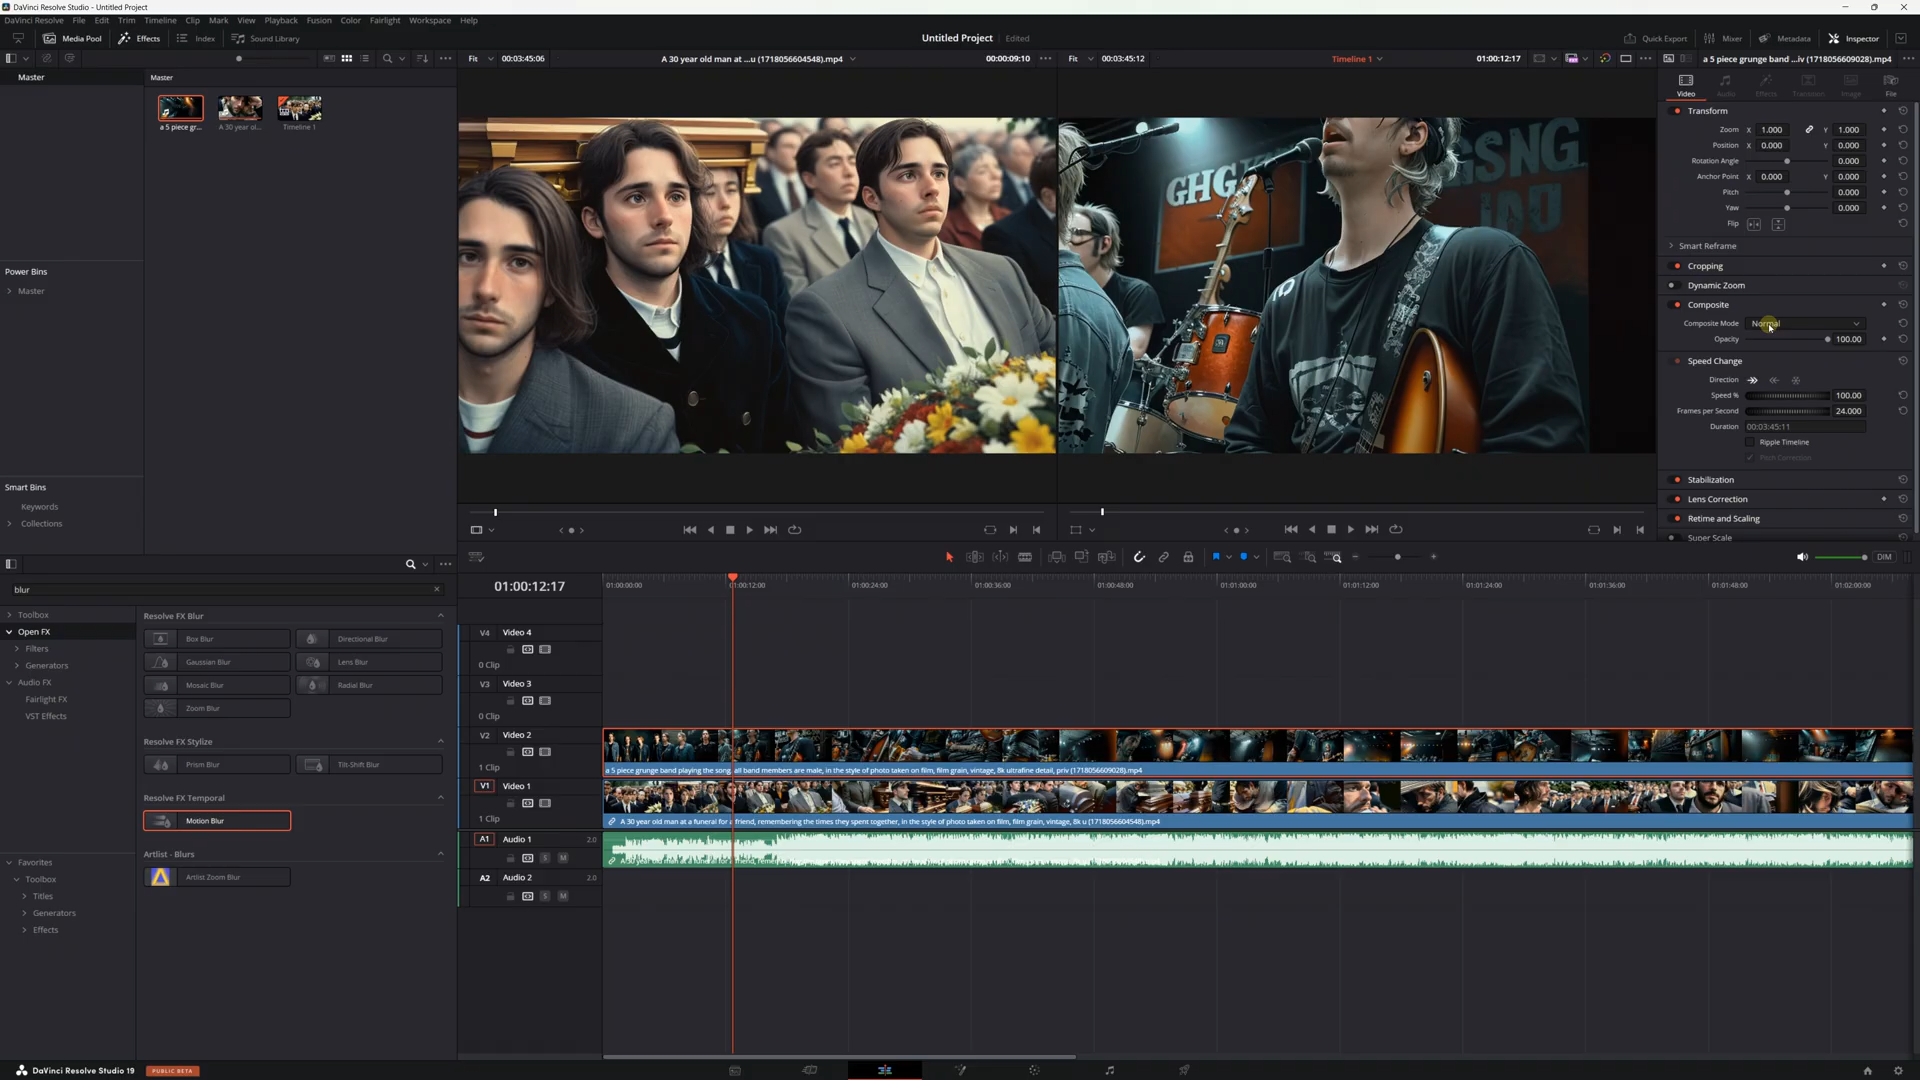 DaVinci Resolve Studio - Untitled Project
DaVinci Resolve File Edit Trim Timeline Clip Mark View Playback Fusion Color Fairlight Workspace Help
Media Pool Effects Index Sound Library
Untitled Project Edited
Quick Export Mixer Metadata Inspector
Fit 00:03:45:06 A 30 year old man at ...u (1718056604548).mp4 00:00:09:10
Fit 00:03:45:12 Timeline 1 01:00:12:17
a 5 piece grunge band ...iv (1718056609028).mp4
Master
Master
a 5 piece gr...
A 30 year ol...
Timeline 1
Power Bins
Master
Smart Bins
Keywords
Collections
GHGK
GSNG
Video Audio Effects Transition Image File
Transform
Zoom X 1.000 Y 1.000
Position X 0.000 Y 0.000
Rotation Angle 0.000
Anchor Point X 0.000 Y 0.000
Pitch 0.000
Yaw 0.000
Flip
Smart Reframe
Cropping
Dynamic Zoom
Composite
Composite Mode Normal
Opacity 100.00
Speed Change
Direction
Speed % 100.00
Frames per Second 24.000
Duration 00:03:45:11
Ripple Timeline
Pitch Correction
Stabilization
Lens Correction
Retime and Scaling
Super Scale
DIM
blur
Toolbox
Open FX
Filters
Generators
Audio FX
Fairlight FX
VST Effects
Favorites
Toolbox
Titles
Generators
Effects
Resolve FX Blur
Box Blur Directional Blur
Gaussian Blur Lens Blur
Mosaic Blur Radial Blur
Zoom Blur
Resolve FX Stylize
Prism Blur Tilt-Shift Blur
Resolve FX Temporal
Motion Blur
Artlist - Blurs
Artlist Zoom Blur
01:00:12:17
01:00:00:00 01:00:12:00 01:00:24:00 01:00:36:00 01:00:48:00 01:01:00:00 01:01:12:00 01:01:24:00 01:01:36:00 01:01:48:00 01:02:00:00
V4 Video 4
0 Clip
V3 Video 3
0 Clip
V2 Video 2
1 Clip
a 5 piece grunge band playing the song, all band members are male, in the style of photo taken on film, film grain, vintage, 8k ultrafine detail, priv (1718056609028).mp4
V1 Video 1
1 Clip
A 30 year old man at a funeral for a friend, remembering the times they spent together, in the style of photo taken on film, film grain, vintage, 8k u (1718056604548).mp4
A1 Audio 1 2.0
S M
A2 Audio 2 2.0
S M
DaVinci Resolve Studio 19 PUBLIC BETA